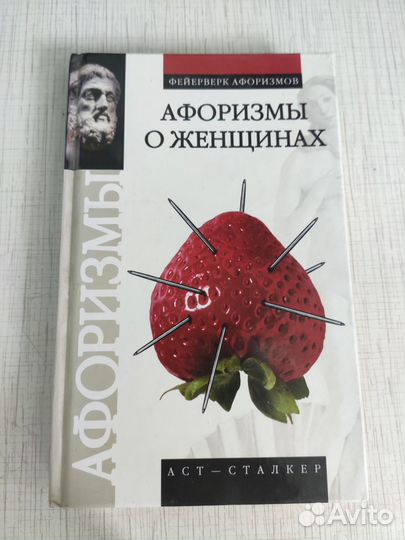 ФЕЙЕРВЕРК АФОРИЗМОВ
АФОРИЗМЫ
О ЖЕНЩИНАХ
АФОРИЗМЫ
АСТ — СТАЛКЕР
Avito